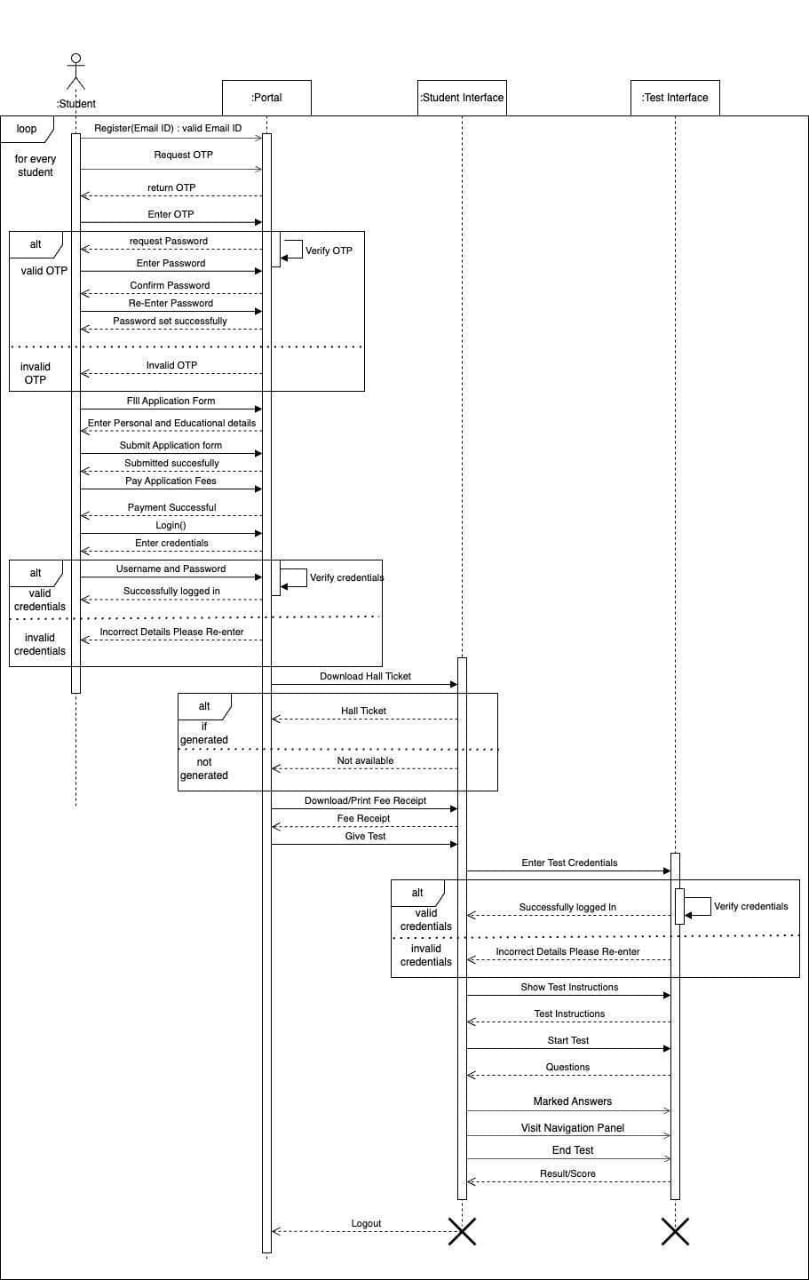 :Student
:Portal
:Student Interface
:Test Interface
loop
for every
student
Register(Email ID) : valid Email ID
Request OTP
return OTP
Enter OTP
alt
valid OTP
request Password
Verify OTP
Enter Password
Confirm Password
Re-Enter Password
Password set successfully
invalid
OTP
Invalid OTP
FIll Application Form
Enter Personal and Educational details
Submit Application form
Submitted succesfully
Pay Application Fees
Payment Successful
Login()
Enter credentials
alt
valid
credentials
Username and Password
Verify credentials
Successfully logged in
invalid
credentials
Incorrect Details Please Re-enter
Download Hall Ticket
alt
if
generated
Hall Ticket
not
generated
Not available
Download/Print Fee Receipt
Fee Receipt
Give Test
Enter Test Credentials
alt
valid
credentials
Successfully logged In
Verify credentials
invalid
credentials
Incorrect Details Please Re-enter
Show Test Instructions
Test Instructions
Start Test
Questions
Marked Answers
Visit Navigation Panel
End Test
Result/Score
Logout